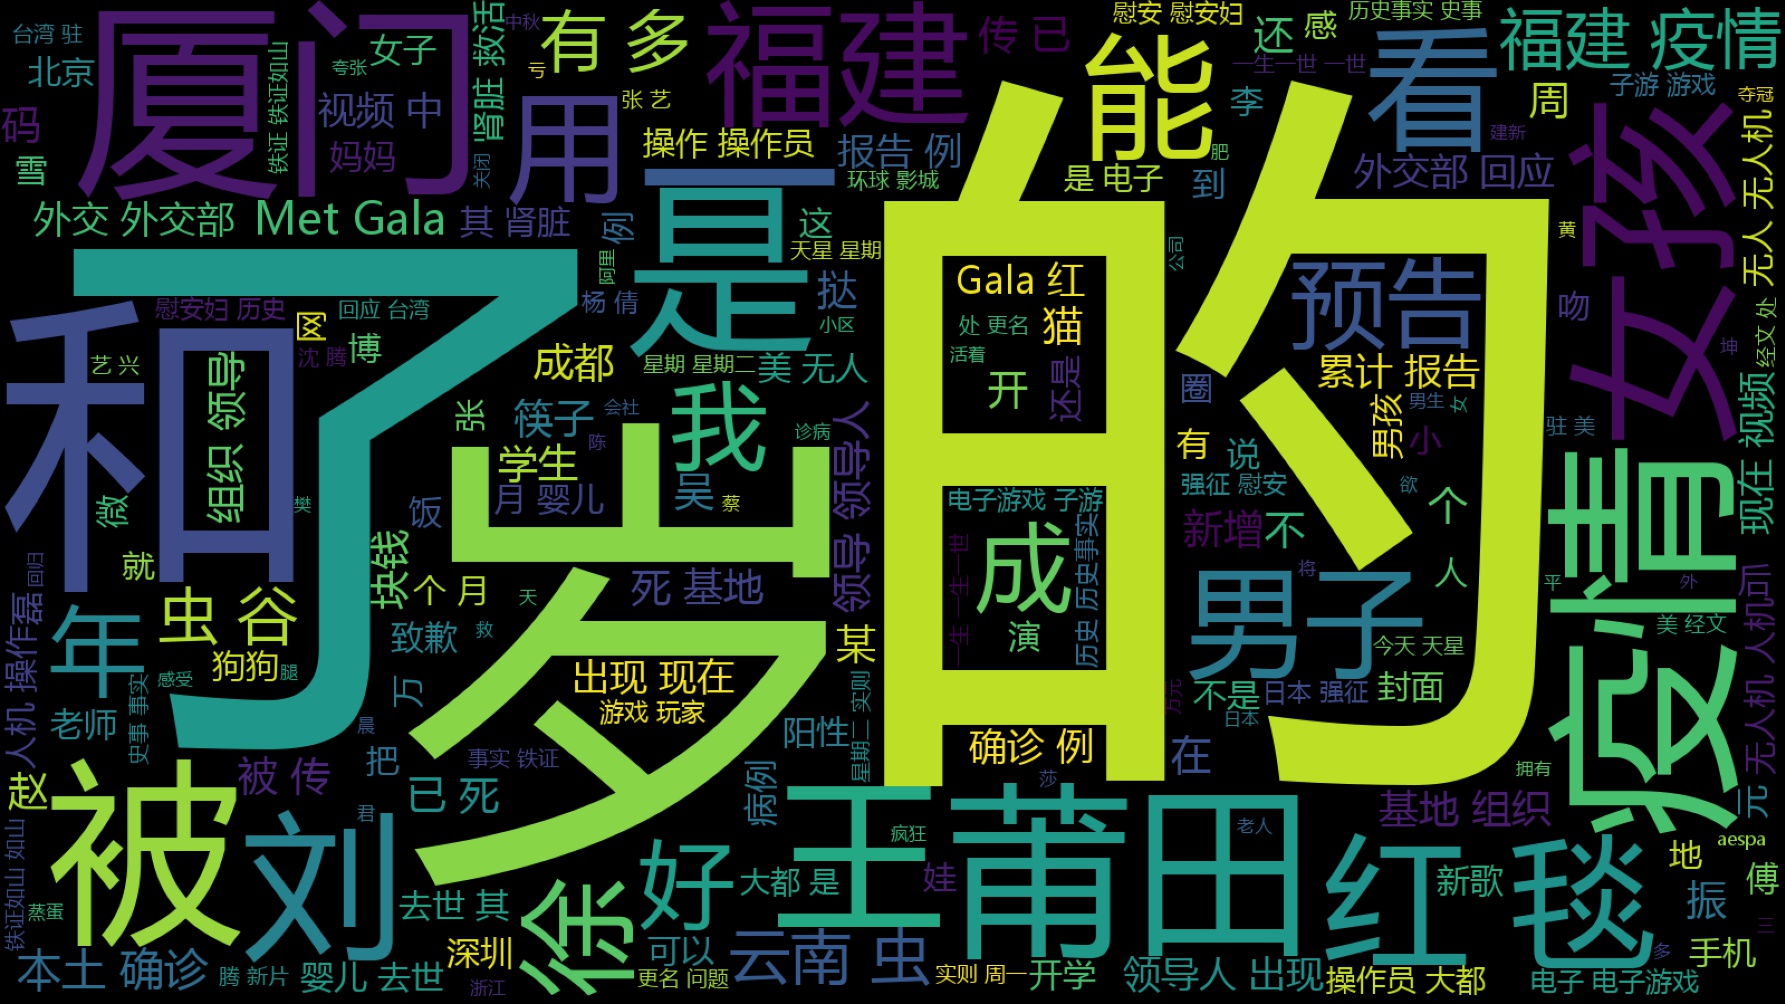 台湾 驻
中秋
厦门
北京
夸张
铁证 铁证如山
女子
肾脏 救活
有 多
亏
福建
传 已
慰安 慰安妇
还
感
历史事实 史事
福建 疫情
码
视频 中
妈妈
用
张 艺
能
一生一世 一世
李
看
周
子游 游戏
夺冠
雪
关闭
操作 操作员
报告 例
肥
建新
环球 影城
是 电子
到
外交部 回应
女孩
无人 无人机
外交 外交部
Met Gala
其 肾脏
例
是
这
的
黄
了
阿里
天星 星期
公司
Gala 红
预告
和
慰安妇 历史
网
回应 台湾
杨 倩
挞
处 更名
猫
吻
经文 处
沈 腾
博
小区
活着
坤
艺 兴
组织 领导
成都
星期 星期二
美 无人
开
还是
累计 报告
圈
男孩
男生
女
视频
张
筷子
会社
我
人
小
驻 美
岁
学生
陈
诊病
有
说
微
樊
饭
月 婴儿
吴
蔡
领导 领导人
电子游戏 子游
强征 慰安
欲
个
疫情
现在 视频
就
块钱
成
历史 历史事实
一生 一生一世
新增
不
回归
虫 谷
个 月
天
死 基地
人
将
平
外
后
年
致歉
救
某
演
男子
今天 天星
美 经文
人机 操作
磊
狗狗
腿
感受
出现 现在
游戏 玩家
万
不是
日本 强征
封面
无人机 人机
老师
史事 事实
晨
阳性
星期二 实则
万元
日本
赵
被
被 传
把
事实 铁证
确诊 例
在
拥有
已 死
病例
莎
基地 组织
元
刘
君
王
疯狂
莆田
老人
红毯
aespa
地
铁证如山 如山
蒸蛋
去世 其
徐
好
大都 是
娃
新歌
振
傅
三
本土 确诊
腾 新片
婴儿 去世
深圳
浙江
可以
更名 问题
云南 虫
实则 周一
开学
领导人 出现
操作员 大都
电子 电子游戏
多
手机